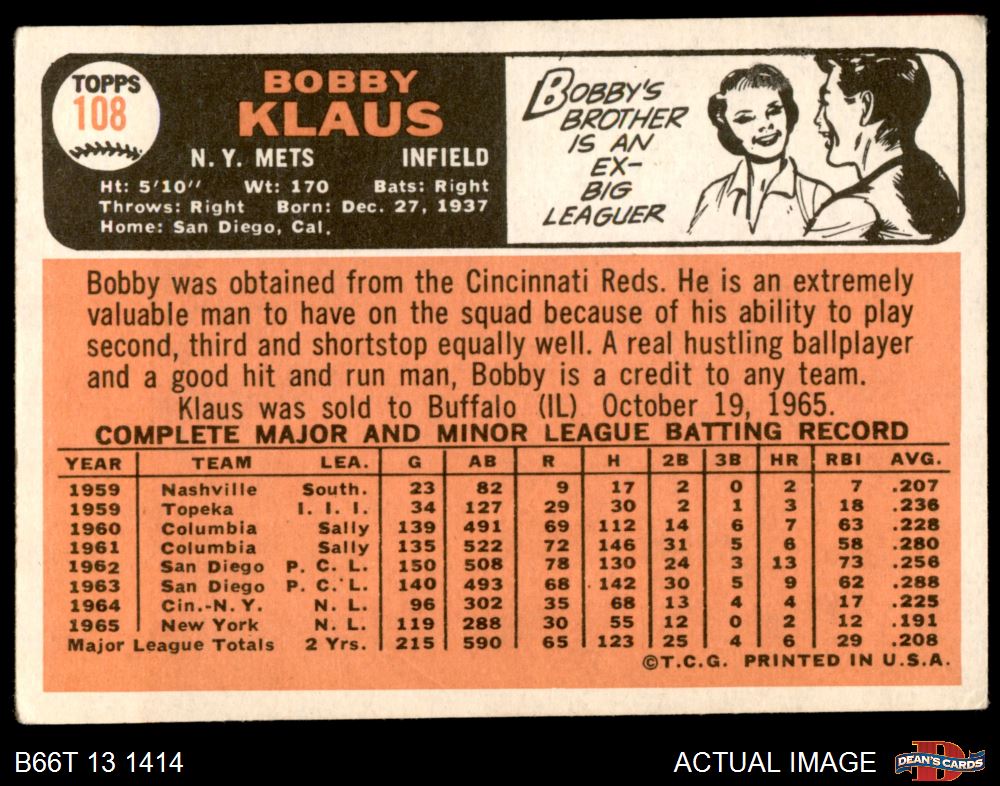 TOPPS
108
BOBBY
KLAUS
N. Y. METS INFIELD
Ht: 5'10" Wt: 170 Bats: Right
Throws: Right Born: Dec. 27, 1937
Home: San Diego, Cal.
BOBBY'S
BROTHER
IS AN
EX-
BIG
LEAGUER
Bobby was obtained from the Cincinnati Reds. He is an extremely
valuable man to have on the squad because of his ability to play
second, third and shortstop equally well. A real hustling ballplayer
and a good hit and run man, Bobby is a credit to any team.
Klaus was sold to Buffalo (IL) October 19, 1965.
COMPLETE MAJOR AND MINOR LEAGUE BATTING RECORD
YEAR TEAM LEA. G AB R H 2B 3B HR RBI AVG.
1959 Nashville South. 23 82 9 17 2 0 2 7 .207
1959 Topeka I. I. I. 34 127 29 30 2 1 3 18 .236
1960 Columbia Sally 139 491 69 112 14 6 7 63 .228
1961 Columbia Sally 135 522 72 146 31 5 6 58 .280
1962 San Diego P. C. L. 150 508 78 130 24 3 13 73 .256
1963 San Diego P. C. L. 140 493 68 142 30 5 9 62 .288
1964 Cin.-N. Y. N. L. 96 302 35 68 13 4 4 17 .225
1965 New York N. L. 119 288 30 55 12 0 2 12 .191
Major League Totals 2 Yrs. 215 590 65 123 25 4 6 29 .208
©T.C.G. PRINTED IN U.S.A.
B66T 13 1414 ACTUAL IMAGE
D
DEAN'S CARDS